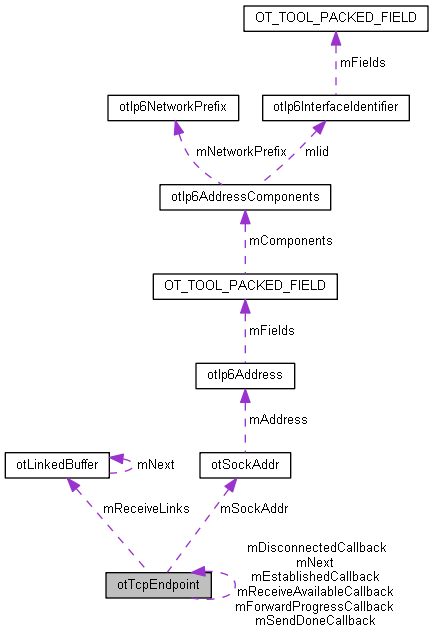 OT_TOOL_PACKED_FIELD
mFields
otIp6NetworkPrefix
otIp6InterfaceIdentifier
mNetworkPrefix
mIid
otIp6AddressComponents
mComponents
OT_TOOL_PACKED_FIELD
mFields
otIp6Address
mAddress
otLinkedBuffer
mNext
otSockAddr
mReceiveLinks
mSockAddr
otTcpEndpoint
mDisconnectedCallback
mNext
mEstablishedCallback
mReceiveAvailableCallback
mForwardProgressCallback
mSendDoneCallback